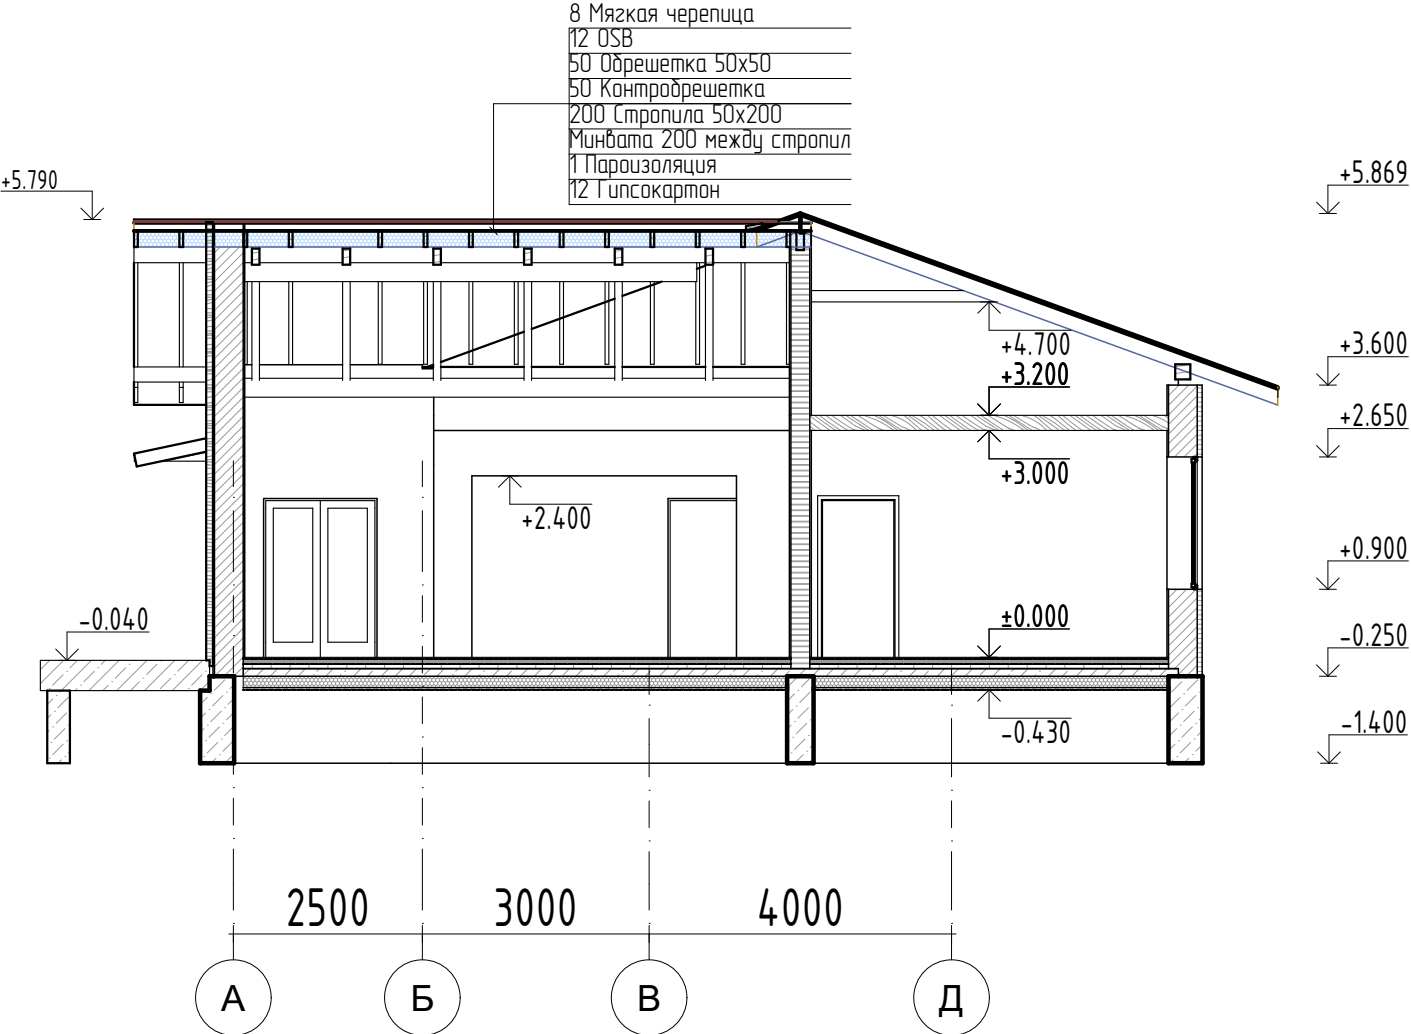 8 Мягкая черепица
12 OSB
50 Обрешетка 50х50
50 Контробрешетка
200 Стропила 50х200
Минвата 200 между стропил
1 Пароизоляция
12 Гипсокартон
+5.790
+5.869
+4.700
+3.600
+3.200
+2.650
+3.000
+2.400
+0.900
-0.040
±0.000
-0.250
-0.430
-1.400
2500 3000 4000
А Б В Д